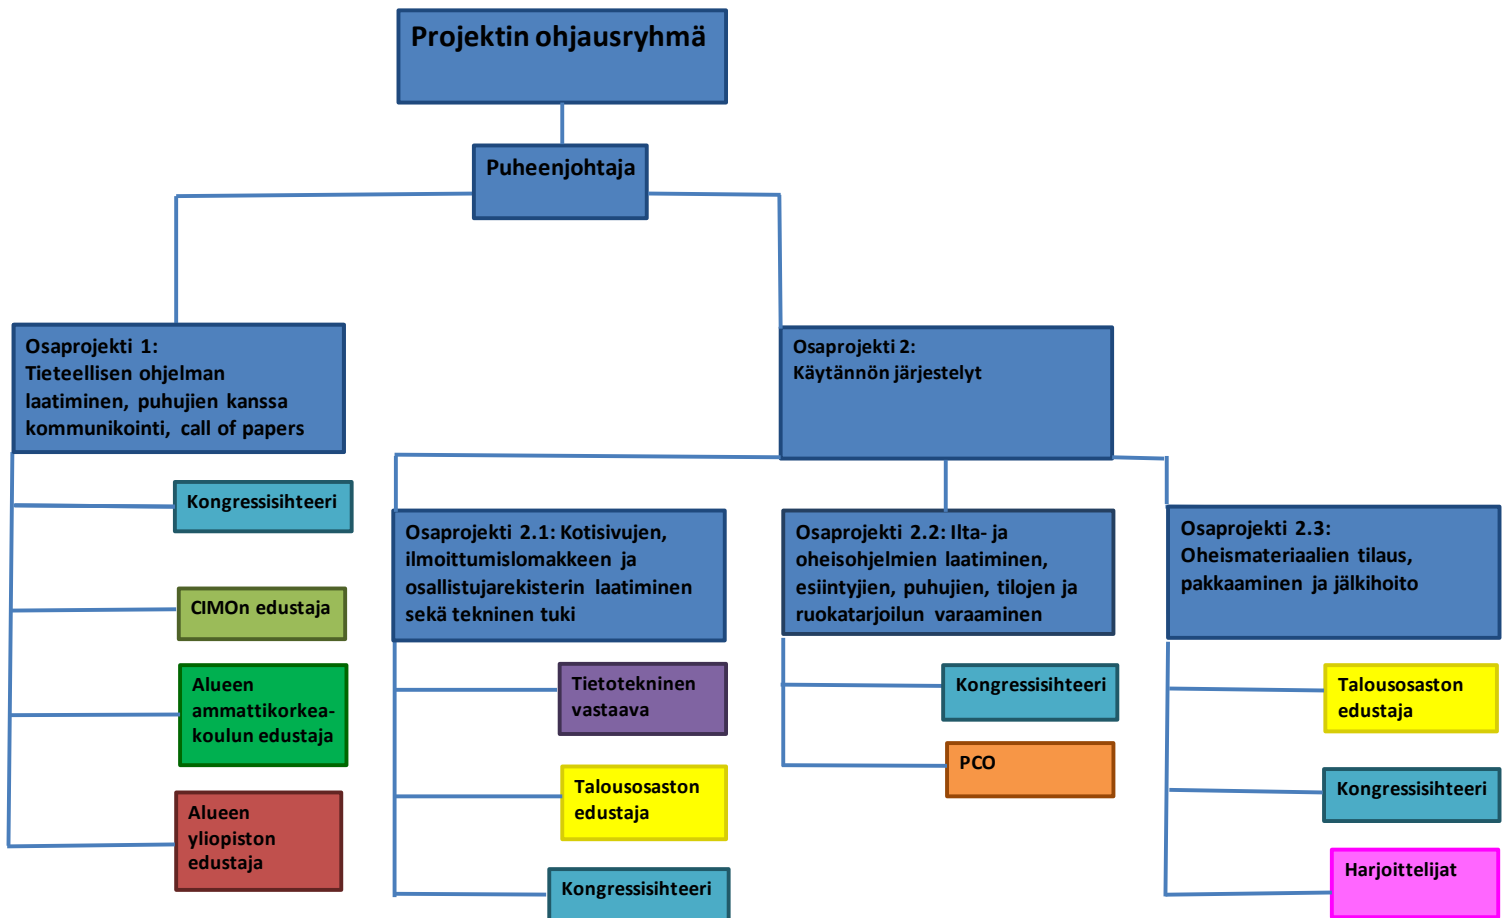 Projektin ohjausryhmä
Puheenjohtaja
Osaprojekti 1:
Tieteellisen ohjelman
laatiminen, puhujien kanssa
kommunikointi, call of papers
Kongressisihteeri
CIMOn edustaja
Alueen
ammattikorkea-
koulun edustaja
Alueen
yliopiston
edustaja
Osaprojekti 2:
Käytännön järjestelyt
Osaprojekti 2.1: Kotisivujen,
ilmoittumislomakkeen ja
osallistujarekisterin laatiminen
sekä tekninen tuki
Tietotekninen
vastaava
Talousosaston
edustaja
Kongressisihteeri
Osaprojekti 2.2: Ilta- ja
oheisohjelmien laatiminen,
esiintyjien, puhujien, tilojen ja
ruokatarjoilun varaaminen
Kongressisihteeri
PCO
Osaprojekti 2.3:
Oheismateriaalien tilaus,
pakkaaminen ja jälkihoito
Talousosaston
edustaja
Kongressisihteeri
Harjoittelijat